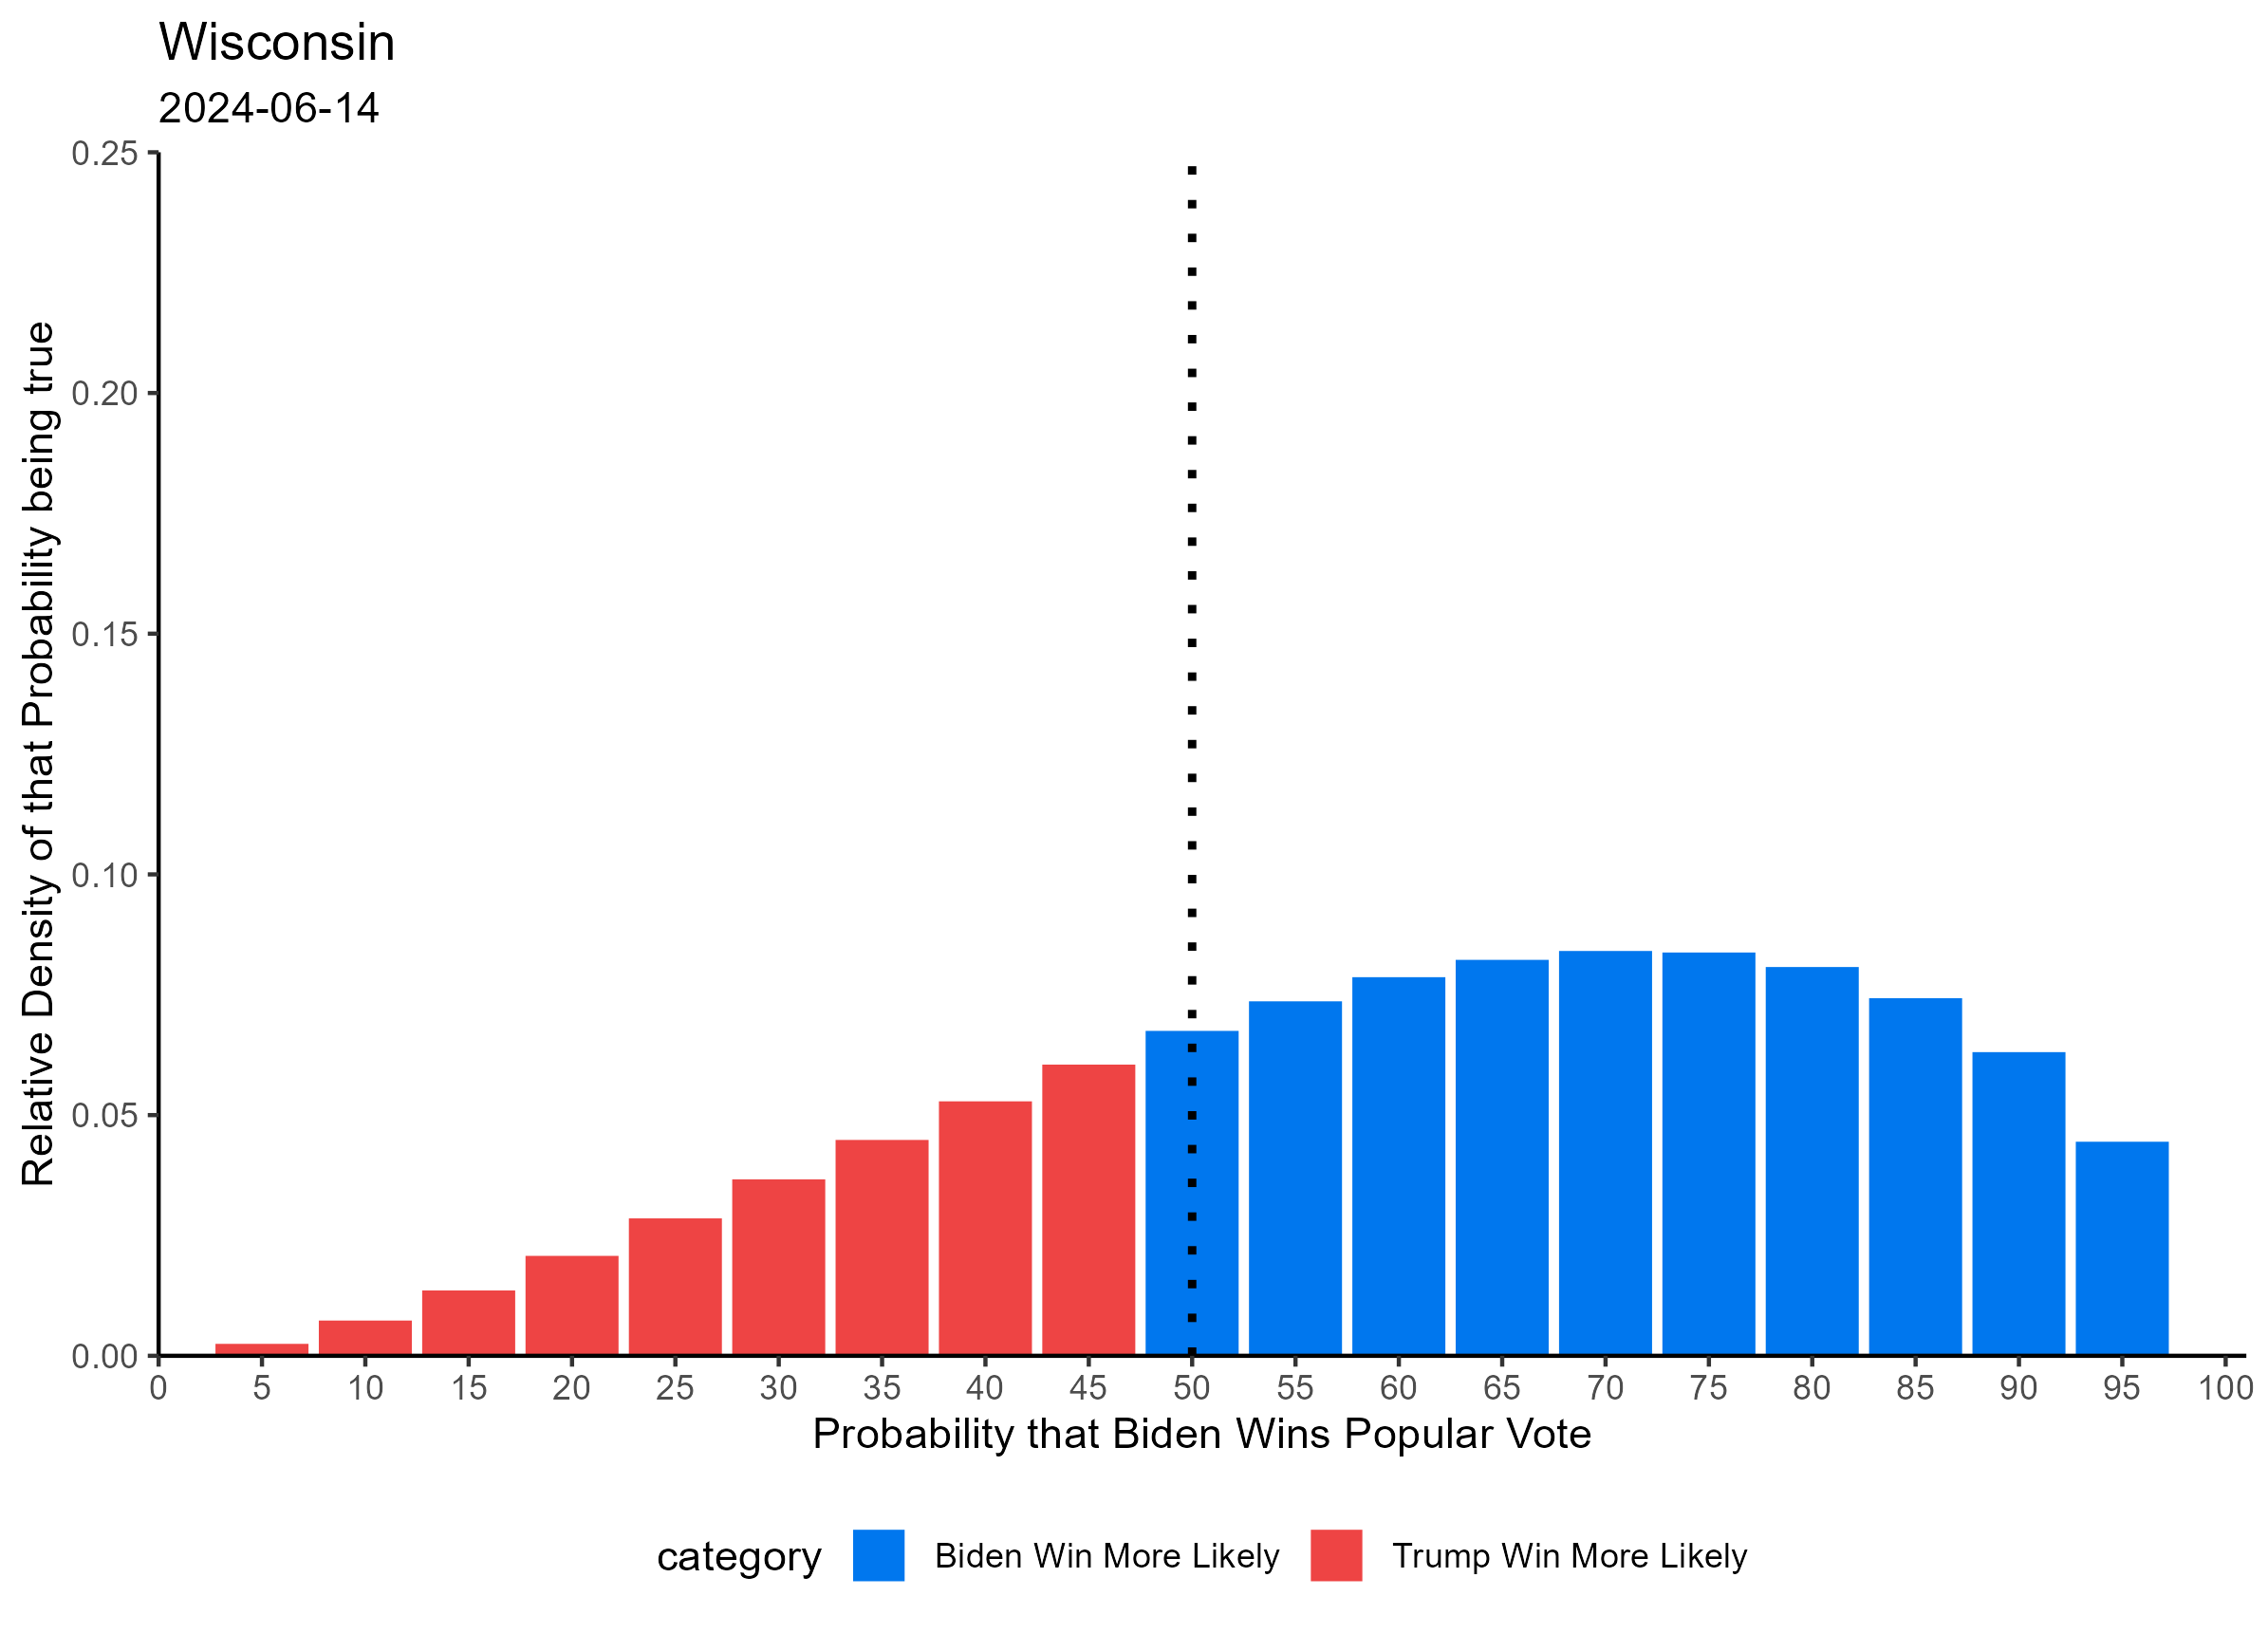 Wisconsin
2024-06-14
Relative Density of that Probability being true
0.25
0.20
0.15
0.10
0.05
0.00
0 5 10 15 20 25 30 35 40 45 50 55 60 65 70 75 80 85 90 95 100
Probability that Biden Wins Popular Vote
category Biden Win More Likely Trump Win More Likely